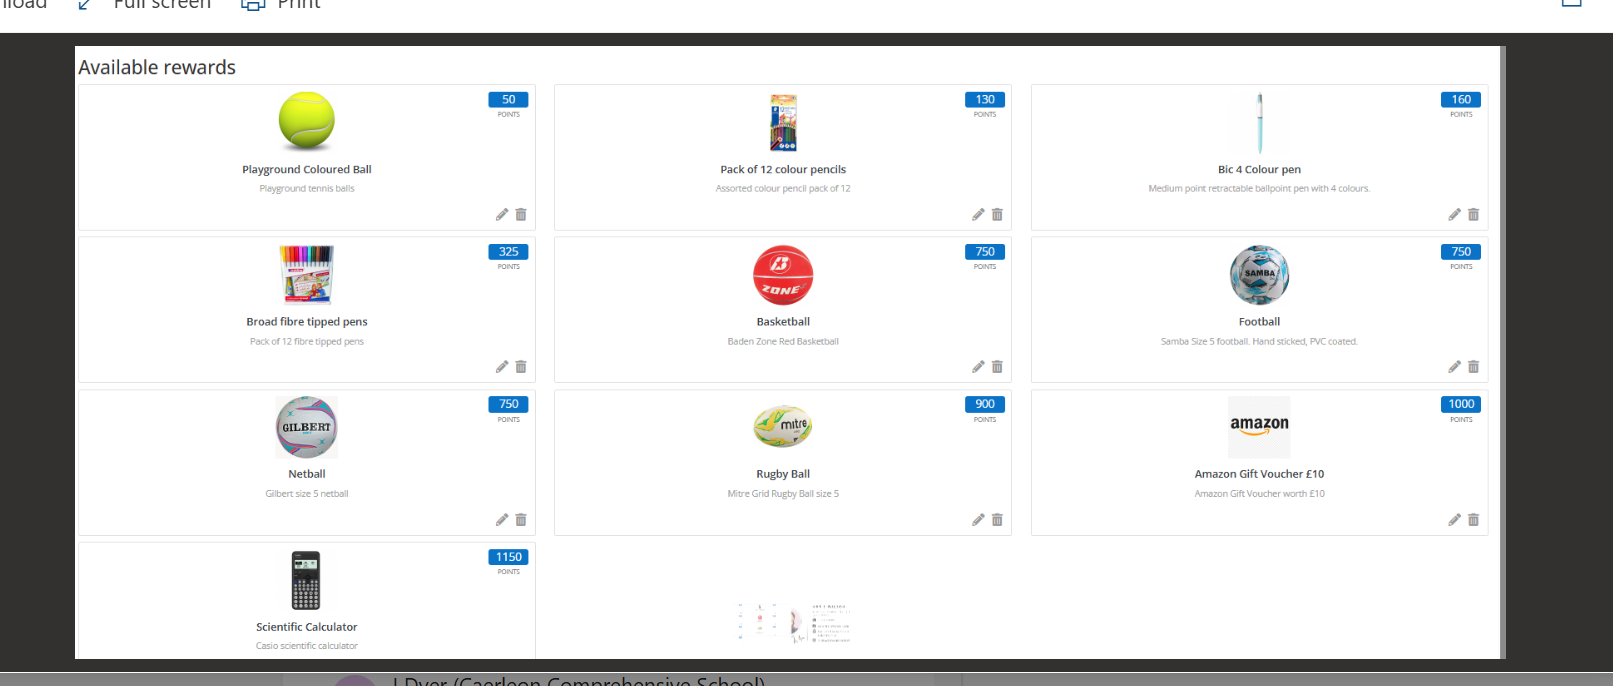 Full screen
Print
Available rewards
50
POINTS
Playground Coloured Ball
Playground tennis balls
130
POINTS
Pack of 12 colour pencils
Assorted colour pencil pack of 12
160
POINTS
Bic 4 Colour pen
Medium point retractable ballpoint pen with 4 colours.
325
POINTS
Broad fibre tipped pens
Pack of 12 fibre tipped pens
750
POINTS
ZONE
Basketball
Baden Zone Red Basketball
750
POINTS
SAMBA
Football
Samba Size 5 football. Hand sticked, PVC coated.
750
POINTS
GILBERT
Netball
Gilbert size 5 netball
900
POINTS
mitre
Rugby Ball
Mitre Grid Rugby Ball size 5
1000
POINTS
amazon
Amazon Gift Voucher £10
Amazon Gift Voucher worth £10
1150
POINTS
Scientific Calculator
Casio scientific calculator
(Caerleon Comprehensive School)